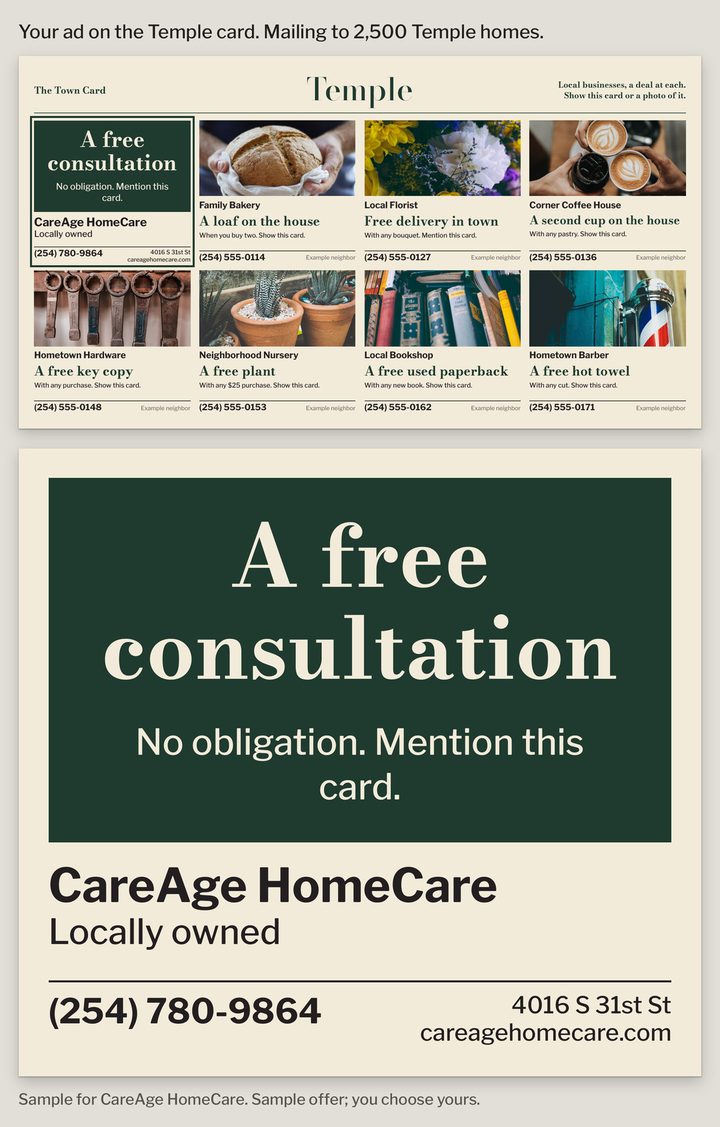 Your ad on the Temple card. Mailing to 2,500 Temple homes.
The Town Card
Temple
Local businesses, a deal at each.
Show this card or a photo of it.
A free
consultation
No obligation. Mention this
card.
CareAge HomeCare
Locally owned
(254) 780-9864
4016 S 31st St
careagehomecare.com
Family Bakery
A loaf on the house
When you buy two. Show this card.
(254) 555-0114
Example neighbor
Local Florist
Free delivery in town
With any bouquet. Mention this card.
(254) 555-0127
Example neighbor
Corner Coffee House
A second cup on the house
With any pastry. Show this card.
(254) 555-0136
Example neighbor
Hometown Hardware
A free key copy
With any purchase. Show this card.
(254) 555-0148
Example neighbor
Neighborhood Nursery
A free plant
With any $25 purchase. Show this card.
(254) 555-0153
Example neighbor
Local Bookshop
A free used paperback
With any new book. Show this card.
(254) 555-0162
Example neighbor
Hometown Barber
A free hot towel
With any cut. Show this card.
(254) 555-0171
Example neighbor
A free
consultation
No obligation. Mention this
card.
CareAge HomeCare
Locally owned
(254) 780-9864
4016 S 31st St
careagehomecare.com
Sample for CareAge HomeCare. Sample offer; you choose yours.